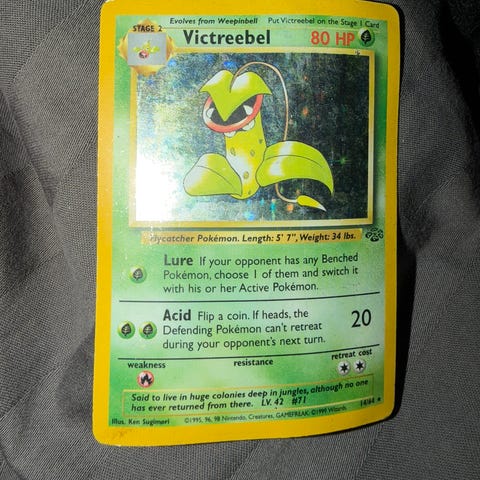 Evolves from Weepinbell Put Victreebel on the Stage 1 Card
STAGE 2
Victreebel 80 HP
lycatcher Pokémon. Length: 5' 7", Weight: 34 lbs.
Lure If your opponent has any Benched
Pokémon, choose 1 of them and switch it
with his or her Active Pokémon.
Acid Flip a coin. If heads, the
Defending Pokémon can't retreat
during your opponent's next turn.
20
weakness resistance retreat cost
Said to live in huge colonies deep in jungles, although no one
has ever returned from there. LV. 42 #71
Illus. Ken Sugimori ©1995, 96, 98 Nintendo, Creatures, GAMEFREAK. ©1999 Wizards. 14/64 ★